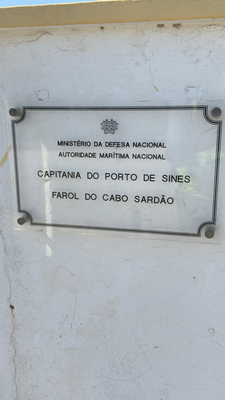 MINISTÉRIO DA DEFESA NACIONAL
AUTORIDADE MARÍTIMA NACIONAL
CAPITANIA DO PORTO DE SINES
FAROL DO CABO SARDÃO